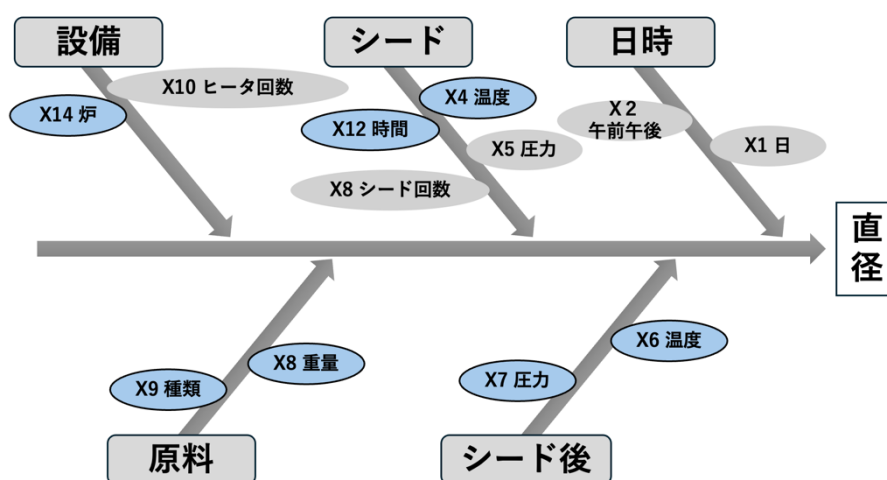 設備
シード
日時
X10 ヒータ回数
X4 温度
X14 炉
X12 時間
X２
午前午後
X5 圧力
X1 日
X8 シード回数
直
径
X6 温度
X8 重量
X7 圧力
X9 種類
原料
シード後